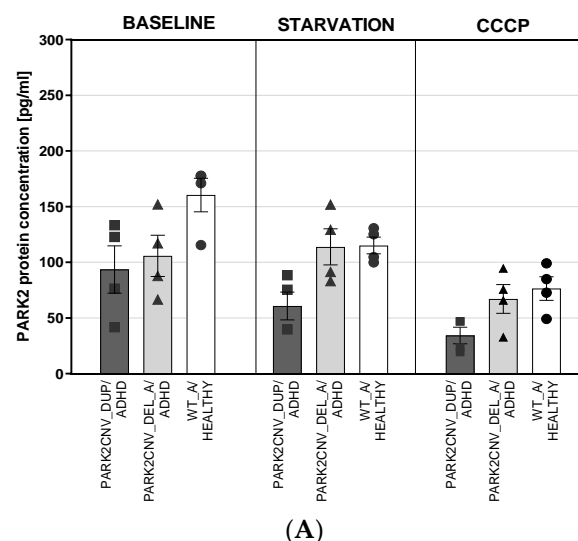 BASELINE STARVATION CCCP
PARK2 protein concentration [pg/ml]
300
250
200
150
100
50
0
PARK2CNV_DUP/
ADHD
PARK2CNV_DEL_A/
ADHD
WT_A/
HEALTHY
PARK2CNV_DUP/
ADHD
PARK2CNV_DEL_A/
ADHD
WT_A/
HEALTHY
PARK2CNV_DUP/
ADHD
PARK2CNV_DEL_A/
ADHD
WT_A/
HEALTHY
(A)